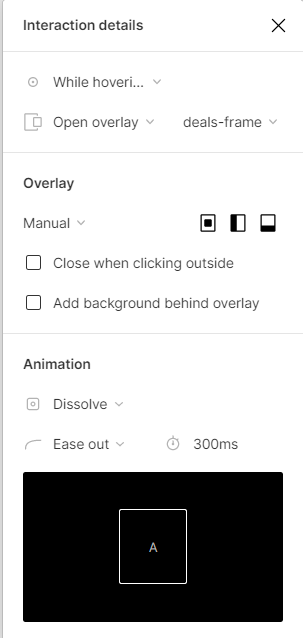 Interaction details
While hoveri...
Open overlay deals-frame
Overlay
Manual
Close when clicking outside
Add background behind overlay
Animation
Dissolve
Ease out 300ms
A